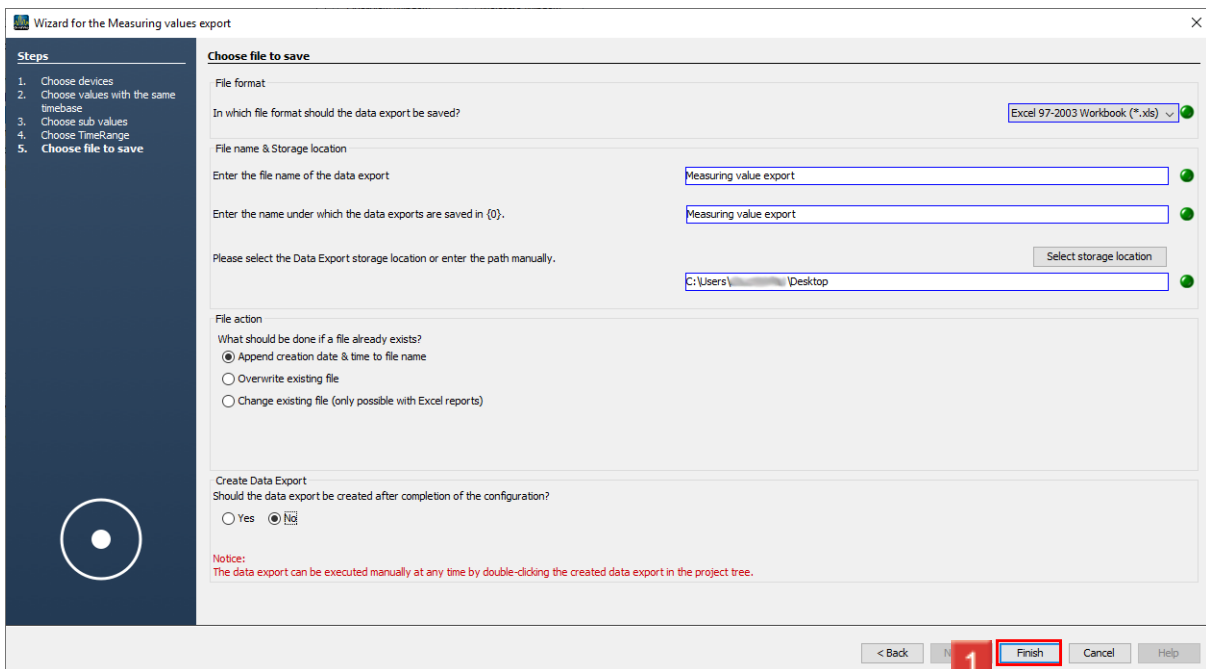 Wizard for the Measuring values export
Steps
1. Choose devices
2. Choose values with the same
timebase
3. Choose sub values
4. Choose TimeRange
5. Choose file to save
Choose file to save
File format
In which file format should the data export be saved?
Excel 97-2003 Workbook (*.xls)
File name & Storage location
Enter the file name of the data export
Measuring value export
Enter the name under which the data exports are saved in {0}.
Measuring value export
Please select the Data Export storage location or enter the path manually.
Select storage location
C:\Users\ \Desktop
File action
What should be done if a file already exists?
Append creation date & time to file name
Overwrite existing file
Change existing file (only possible with Excel reports)
Create Data Export
Should the data export be created after completion of the configuration?
Yes No
Notice:
The data export can be executed manually at any time by double-clicking the created data export in the project tree.
< Back 1 Finish Cancel Help